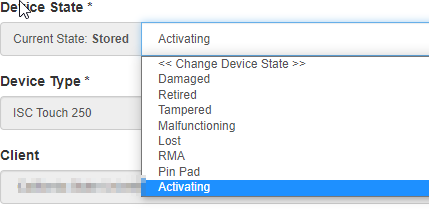 Device State *
Current State: Stored
Activating
<< Change Device State >>
Damaged
Retired
Tampered
Malfunctioning
Lost
RMA
Pin Pad
Activating
Device Type *
ISC Touch 250
Client